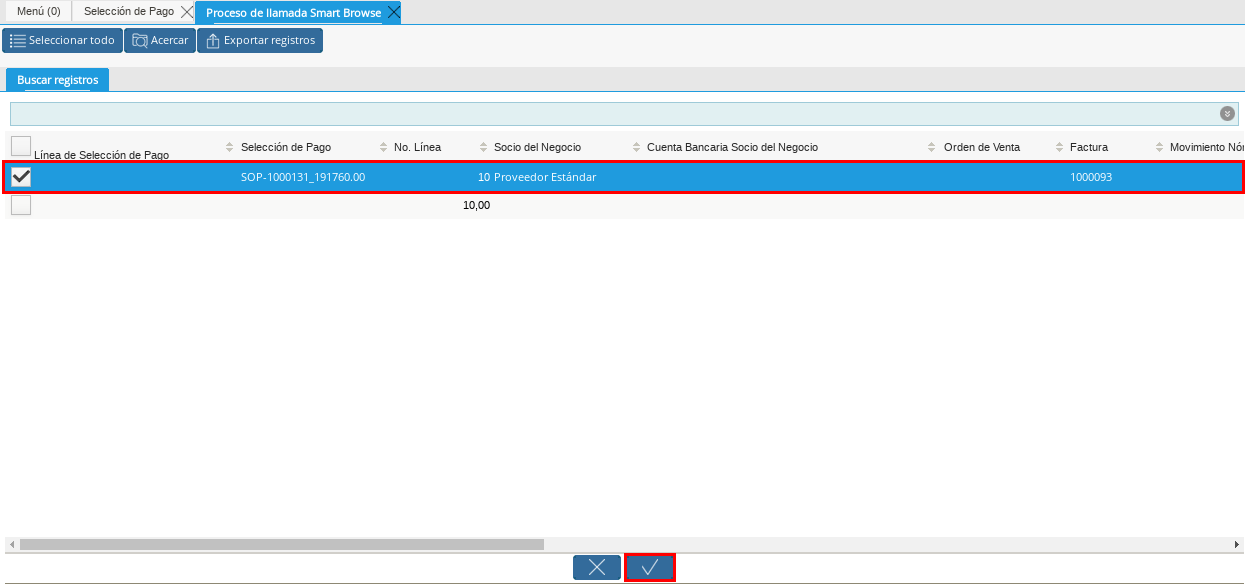 Menú (0) Selección de Pago Proceso de llamada Smart Browse
Seleccionar todo Acercar Exportar registros
Buscar registros
Línea de Selección de Pago Selección de Pago No. Línea Socio del Negocio Cuenta Bancaria Socio del Negocio Orden de Venta Factura Movimiento Nór
SOP-1000131_191760.00 10 Proveedor Estándar 1000093
10,00